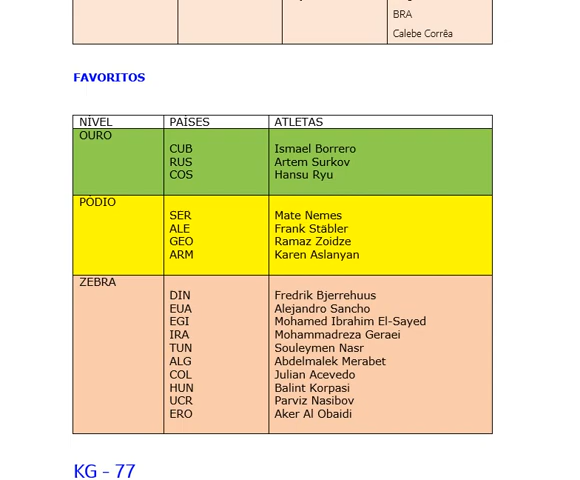 BRA
Calebe Corrêa
FAVORITOS
NÍVEL PAÍSES ATLETAS
OURO
CUB Ismael Borrero
RUS Artem Surkov
COS Hansu Ryu
PÓDIO
SER Mate Nemes
ALE Frank Stäbler
GEO Ramaz Zoidze
ARM Karen Aslanyan
ZEBRA
DIN Fredrik Bjerrehuus
EUA Alejandro Sancho
EGI Mohamed Ibrahim El-Sayed
IRA Mohammadreza Geraei
TUN Souleymen Nasr
ALG Abdelmalek Merabet
COL Julian Acevedo
HUN Balint Korpasi
UCR Parviz Nasibov
ERO Aker Al Obaidi
KG - 77